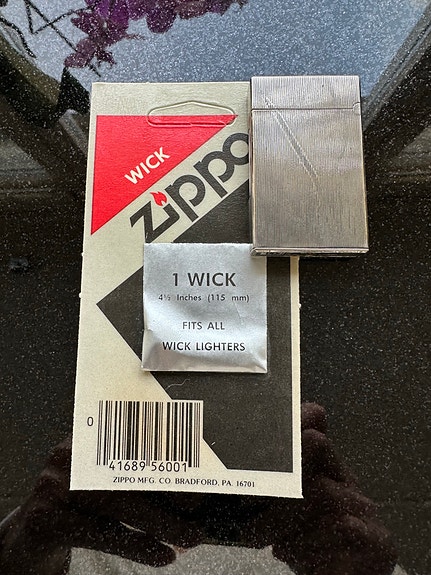 WICK
zippo
1 WICK
4½ Inches (115 mm)
FITS ALL
WICK LIGHTERS
0 41689 56001
ZIPPO MFG. CO. BRADFORD, PA. 16701